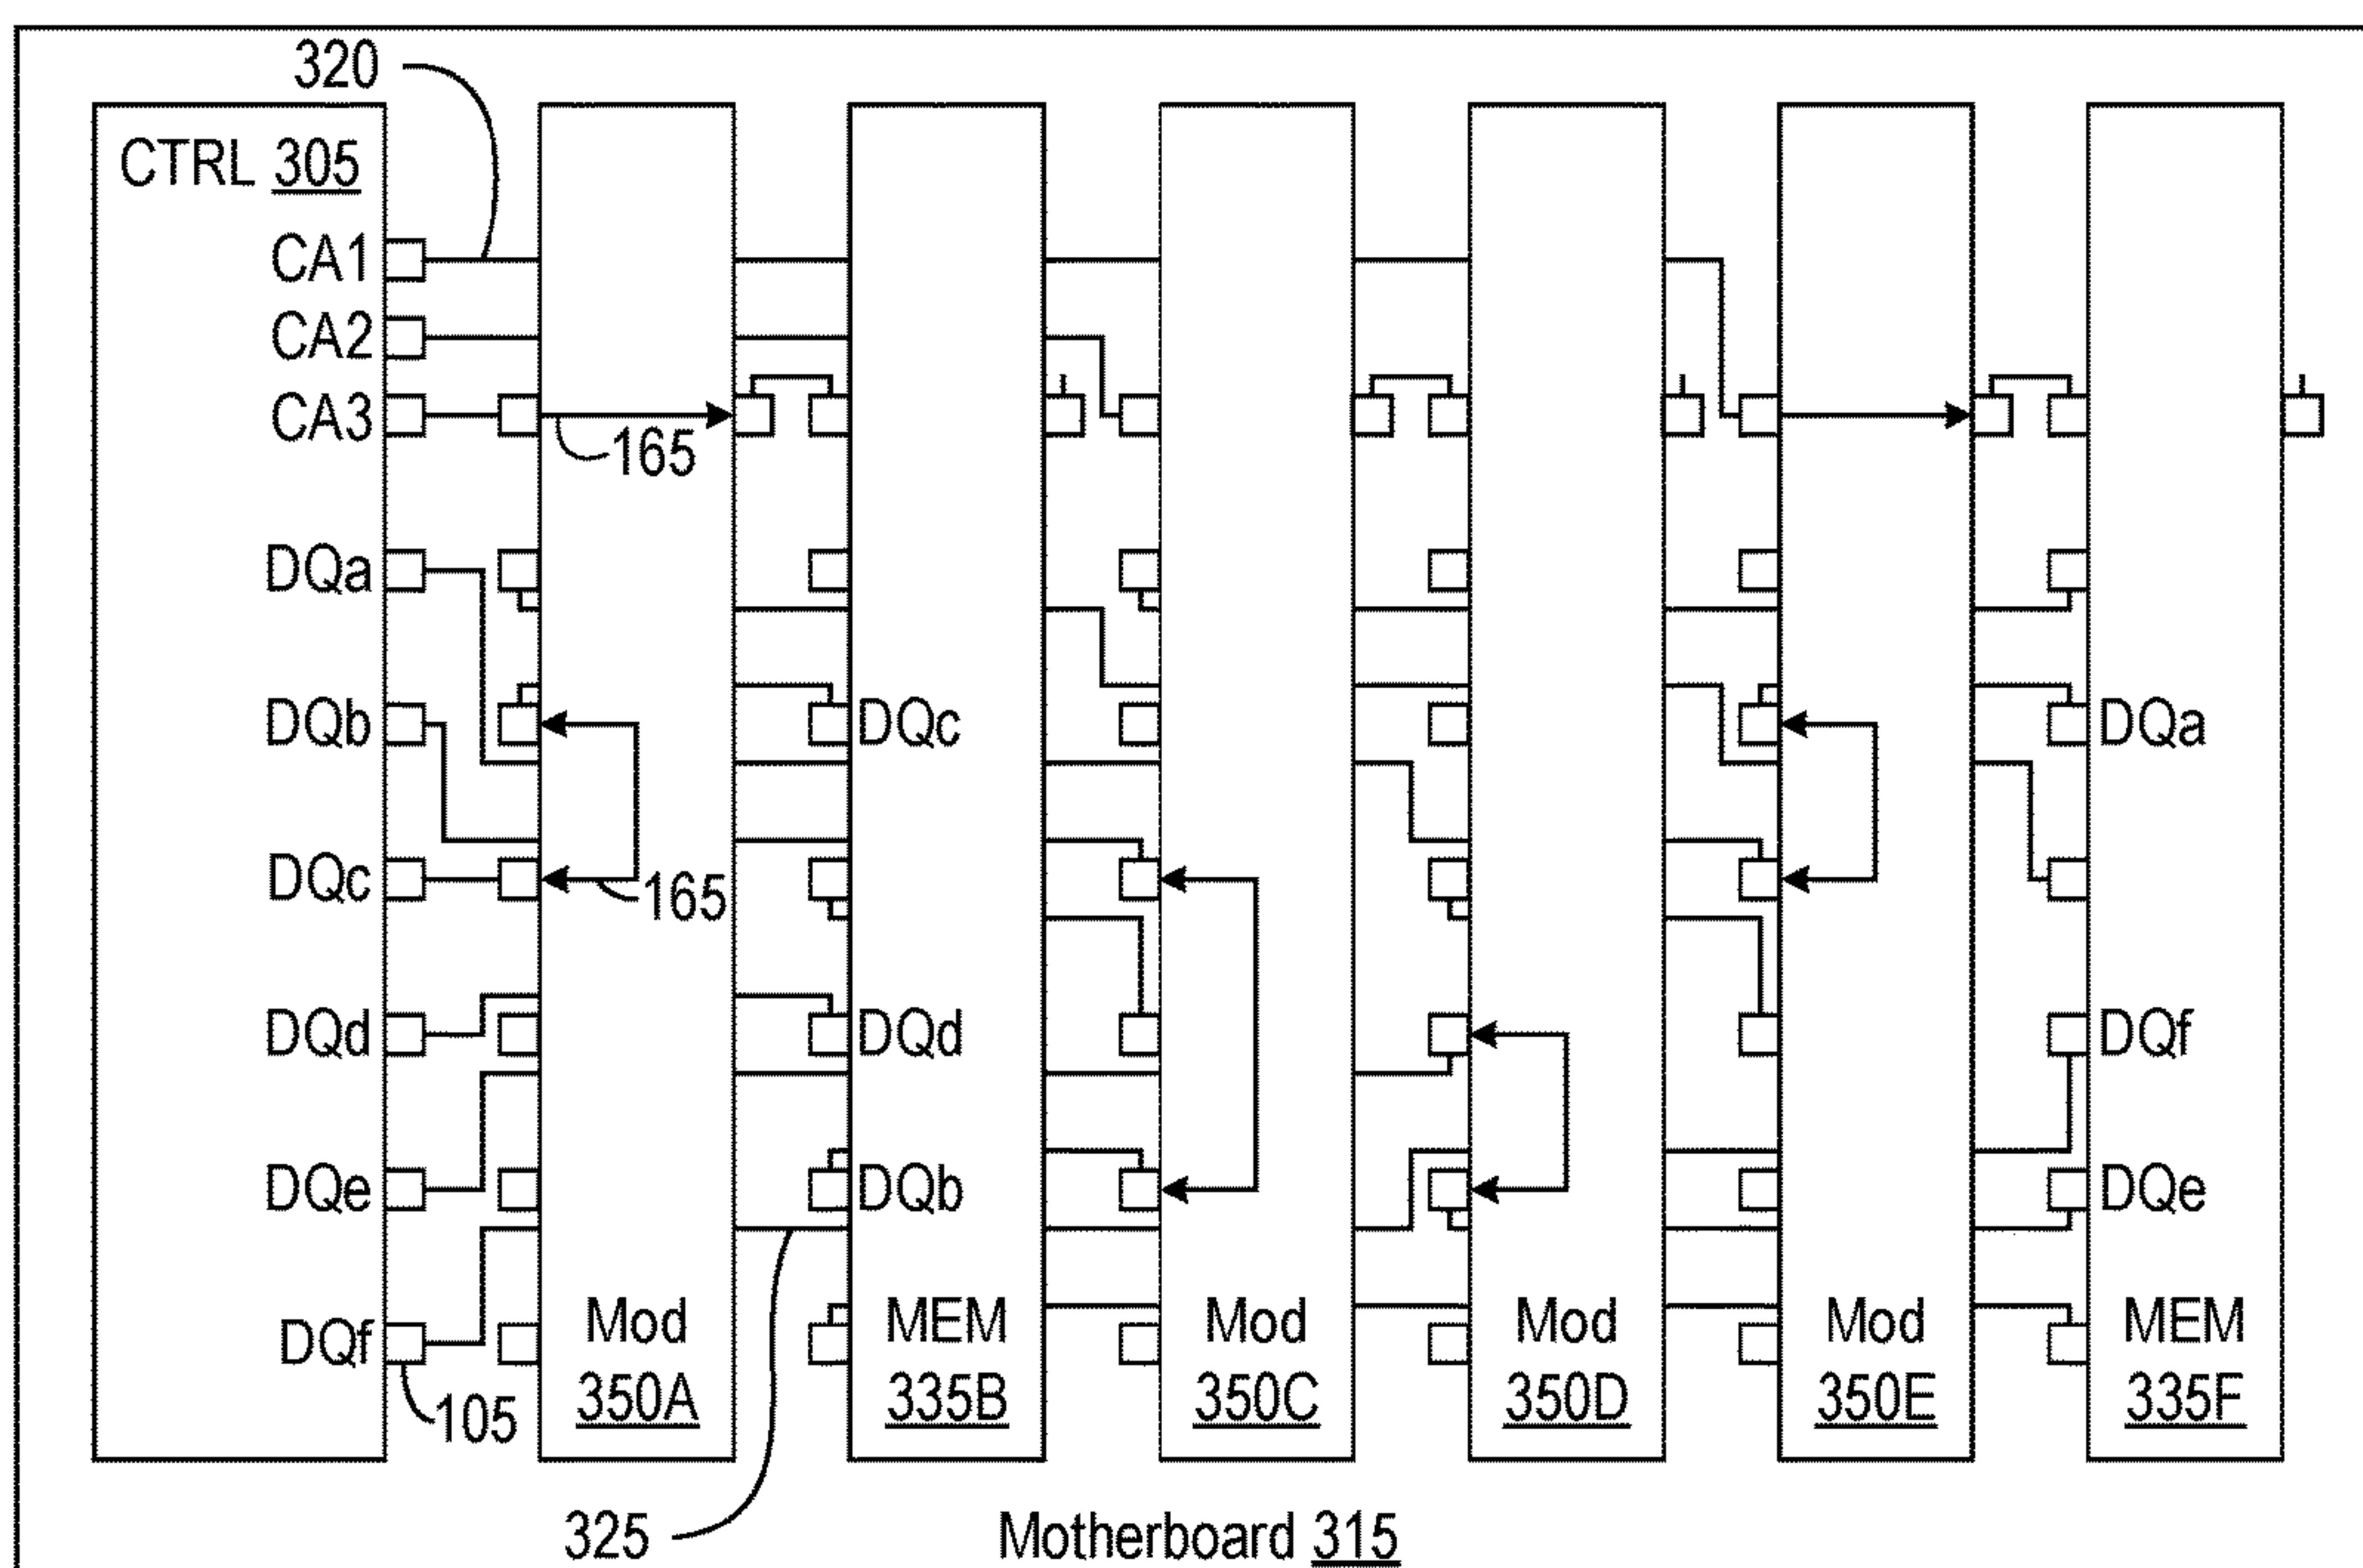 320
CTRL 305
CA1
CA2
CA3
165
DQa
DQb
DQc
DQa
DQc
165
DQd
DQd
DQf
DQe
DQb
DQe
DQf
105
Mod
350A
MEM
335B
Mod
350C
Mod
350D
Mod
350E
MEM
335F
325
Motherboard 315